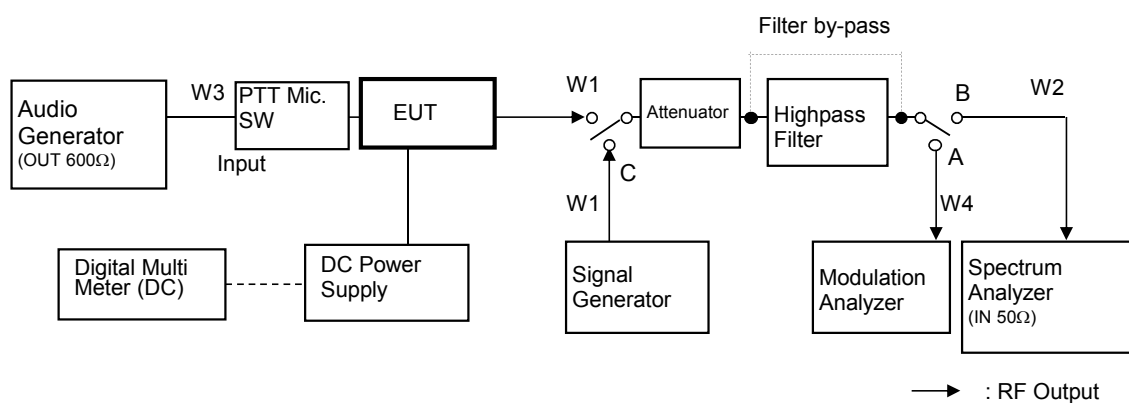 Filter by-pass
Audio
Generator
(OUT 600Ω)
W3
PTT Mic.
SW
Input
EUT
W1
C
W1
Attenuator
Highpass
Filter
B
A
W2
W4
Digital Multi
Meter (DC)
DC Power
Supply
Signal
Generator
Modulation
Analyzer
Spectrum
Analyzer
(IN 50Ω)
: RF Output